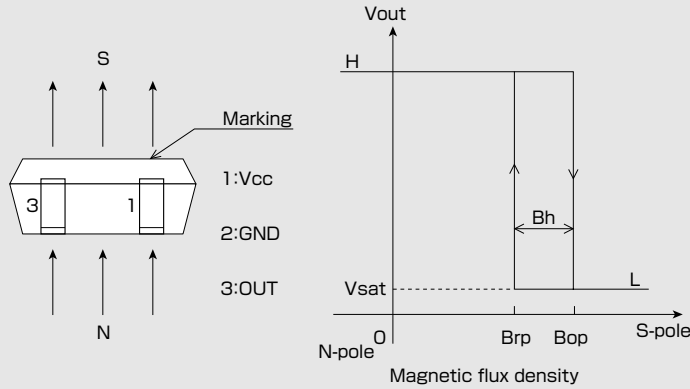 S
Marking
3
1
1:Vcc
2:GND
3:OUT
N
Vout
H
Bh
Vsat
L
0
N-pole
Brp
Bop
S-pole
Magnetic flux density